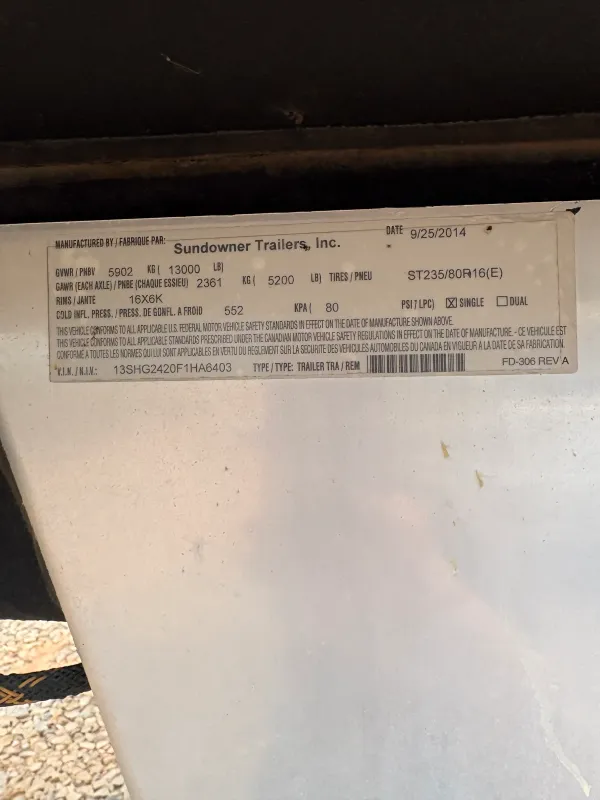 MANUFACTURED BY / FABRIQUE PAR: Sundowner Trailers, Inc. DATE 9/25/2014
GVWR / PNBV 5902 KG ( 13000 LB)
GAWR (EACH AXLE) / PNBE (CHAQUE ESSIEU) 2361 KG ( 5200 LB) TIRES / PNEU ST235/80R16(E)
RIMS / JANTE 16X6K
COLD INFL. PRESS. / PRESS. DE GONFL. A FROID 552 KPA ( 80 PSI / LPC) ☒ SINGLE ☐ DUAL
THIS VEHICLE CONFORMS TO ALL APPLICABLE U.S. FEDERAL MOTOR VEHICLE SAFETY STANDARDS IN EFFECT ON THE DATE OF MANUFACTURE SHOWN ABOVE.
THIS VEHICLE CONFORMS TO ALL APPLICABLE STANDARDS PRESCRIBED UNDER THE CANADIAN MOTOR VEHICLE SAFETY REGULATIONS IN EFFECT ON THE DATE OF MANUFACTURE. - CE VEHICULE EST
CONFORME A TOUTES LES NORMES QUI LUI SONT APPLICABLES EN VERTU DU REGLEMENT SUR LA SECURITE DES VEHICULES AUTOMOBILES DU CANADA EN VIGUEUR A LA DATE DE SA FABRICATION.
V.I.N. / N.I.V.: 13SHG2420F1HA6403 TYPE / TYPE: TRAILER TRA / REM FD-306 REV A